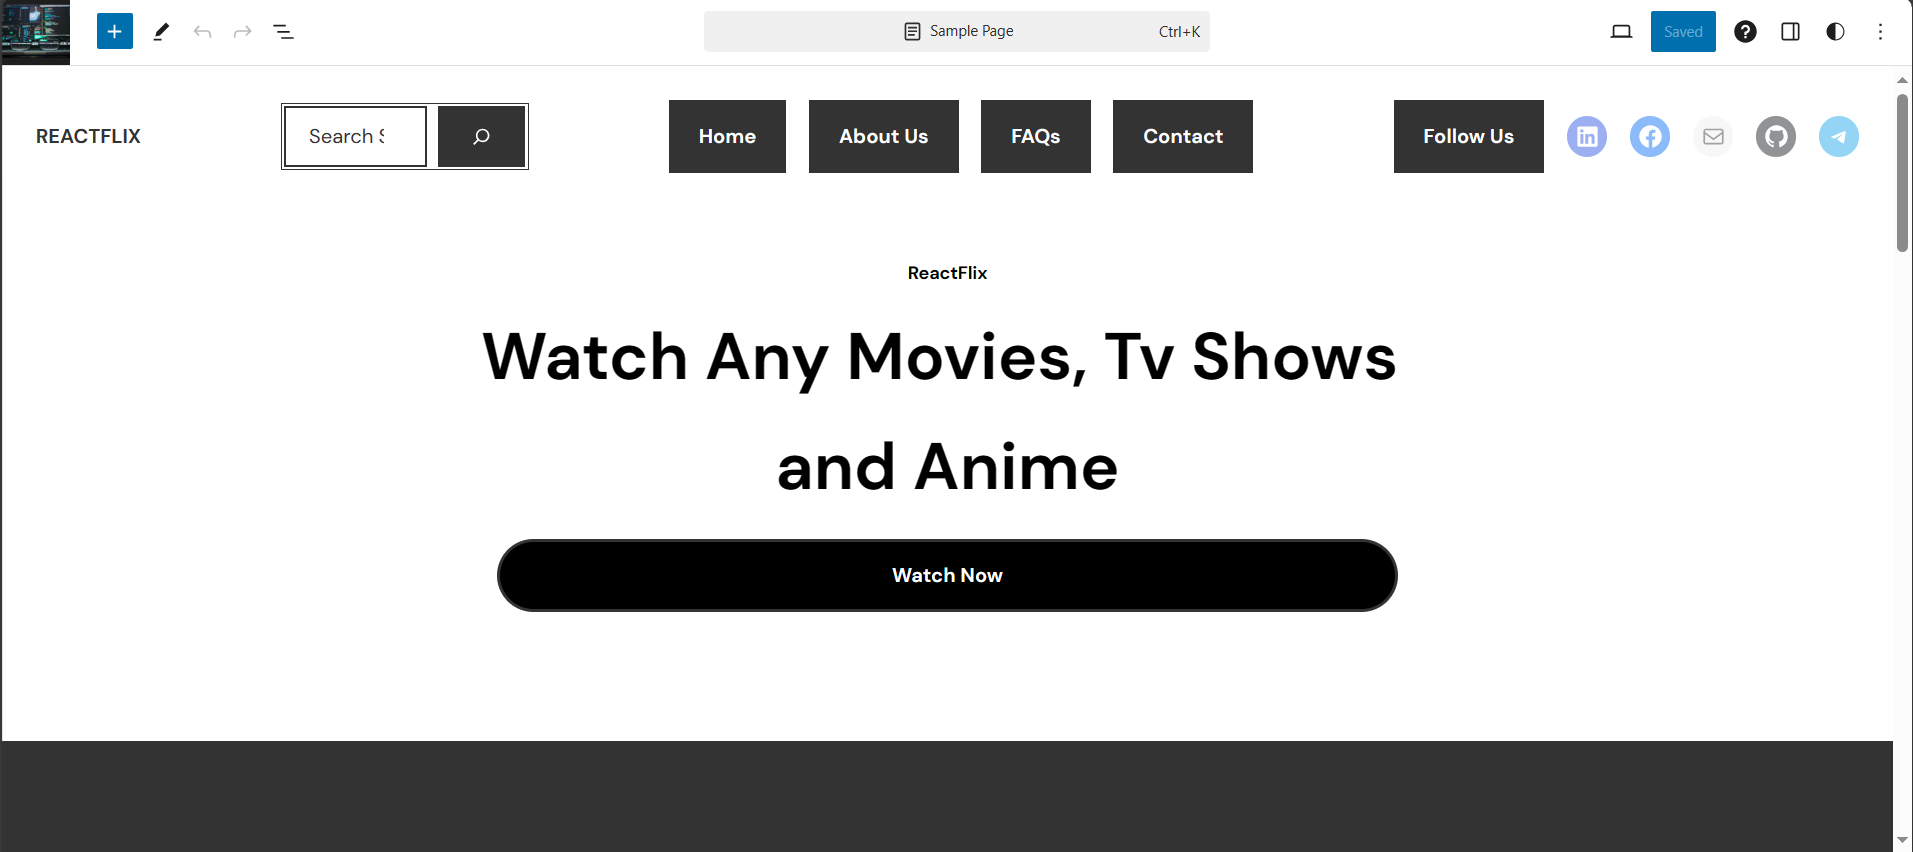 Sample Page
Ctrl+K
Saved
REACTFLIX
Search S
Home
About Us
FAQs
Contact
Follow Us
ReactFlix
Watch Any Movies, Tv Shows
and Anime
Watch Now